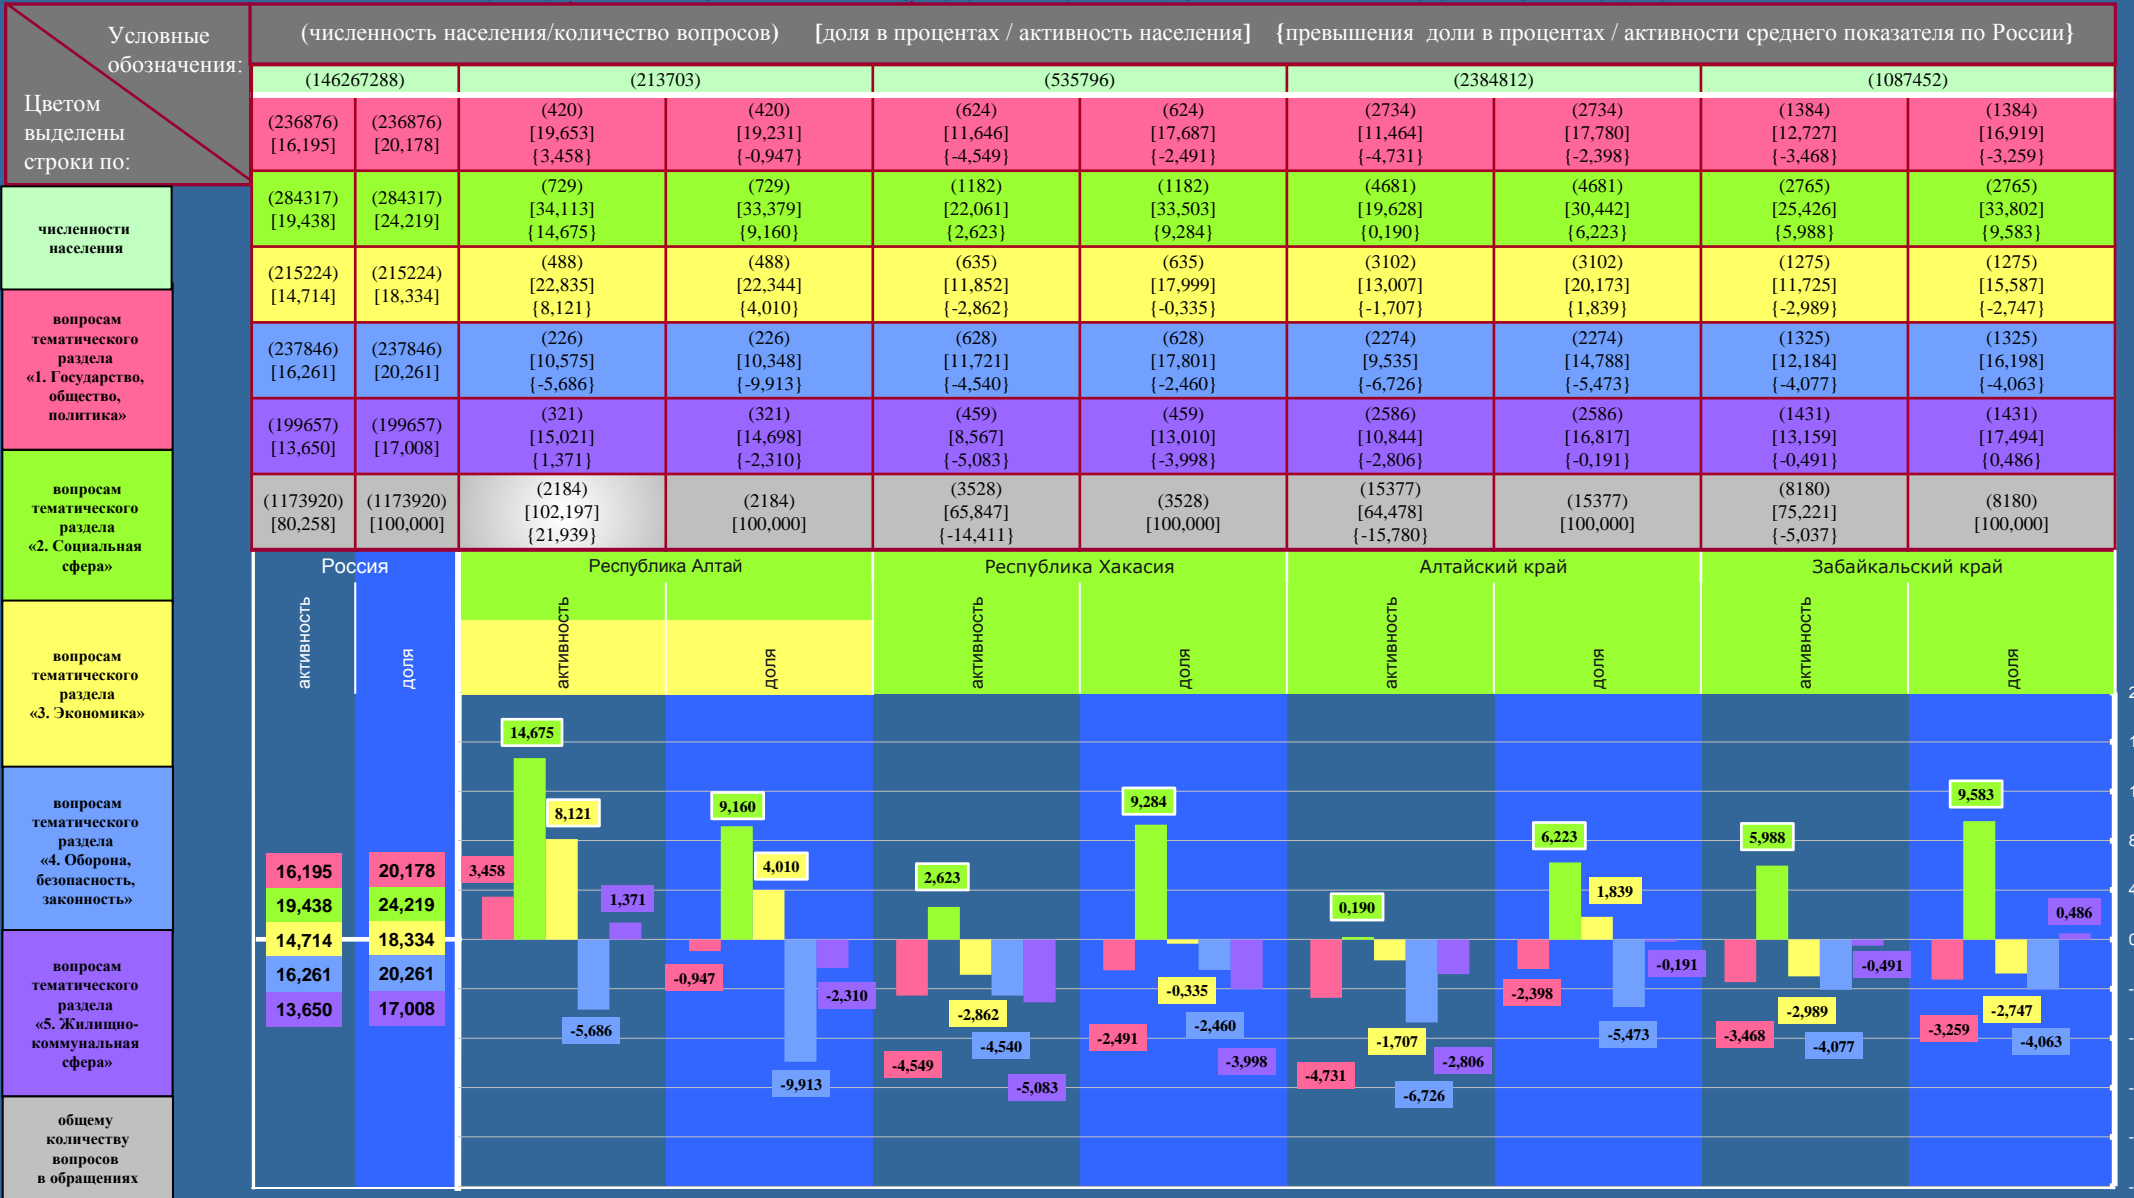 Условные
обозначения:
Цветом
выделены
строки по:
(численность населения/количество вопросов) [доля в процентах / активность населения] {превышения доли в процентах / активности среднего показателя по России}
(146267288) (213703) (535796) (2384812) (1087452)
(236876) (236876) (420) (420) (624) (624) (2734) (2734) (1384) (1384)
[16,195] [20,178] [19,653] [19,231] [11,646] [17,687] [11,464] [17,780] [12,727] [16,919]
{3,458} {-0,947} {-4,549} {-2,491} {-4,731} {-2,398} {-3,468} {-3,259}
(284317) (284317) (729) (729) (1182) (1182) (4681) (4681) (2765) (2765)
[19,438] [24,219] [34,113] [33,379] [22,061] [33,503] [19,628] [30,442] [25,426] [33,802]
{14,675} {9,160} {2,623} {9,284} {0,190} {6,223} {5,988} {9,583}
(215224) (215224) (488) (488) (635) (635) (3102) (3102) (1275) (1275)
[14,714] [18,334] [22,835] [22,344] [11,852] [17,999] [13,007] [20,173] [11,725] [15,587]
{8,121} {4,010} {-2,862} {-0,335} {-1,707} {1,839} {-2,989} {-2,747}
(237846) (237846) (226) (226) (628) (628) (2274) (2274) (1325) (1325)
[16,261] [20,261] [10,575] [10,348] [11,721] [17,801] [9,535] [14,788] [12,184] [16,198]
{-5,686} {-9,913} {-4,540} {-2,460} {-6,726} {-5,473} {-4,077} {-4,063}
(199657) (199657) (321) (321) (459) (459) (2586) (2586) (1431) (1431)
[13,650] [17,008] [15,021] [14,698] [8,567] [13,010] [10,844] [16,817] [13,159] [17,494]
{1,371} {-2,310} {-5,083} {-3,998} {-2,806} {-0,191} {-0,491} {0,486}
(1173920) (1173920) (2184) (2184) (3528) (3528) (15377) (15377) (8180) (8180)
[80,258] [100,000] [102,197] [100,000] [65,847] [100,000] [64,478] [100,000] [75,221] [100,000]
{21,939} {-14,411} {-15,780} {-5,037}
численности
населения
вопросам
тематического
раздела
«1. Государство,
общество,
политика»
вопросам
тематического
раздела
«2. Социальная
сфера»
вопросам
тематического
раздела
«3. Экономика»
вопросам
тематического
раздела
«4. Оборона,
безопасность,
законность»
вопросам
тематического
раздела
«5. Жилищно-
коммунальная
сфера»
общему
количеству
вопросов
в обращениях
Россия Республика Алтай Республика Хакасия Алтайский край Забайкальский край
активность доля активность доля активность доля активность доля активность доля
16,195 20,178
19,438 24,219
14,714 18,334
16,261 20,261
13,650 17,008
3,458
14,675
8,121
-5,686
1,371
-0,947
9,160
4,010
-9,913
-2,310
-4,549
2,623
-2,862
-4,540
-5,083
-2,491
9,284
-0,335
-2,460
-3,998
-4,731
0,190
-1,707
-6,726
-2,806
-2,398
6,223
1,839
-5,473
-0,191
-3,468
5,988
-2,989
-4,077
-0,491
-3,259
9,583
-2,747
-4,063
0,486